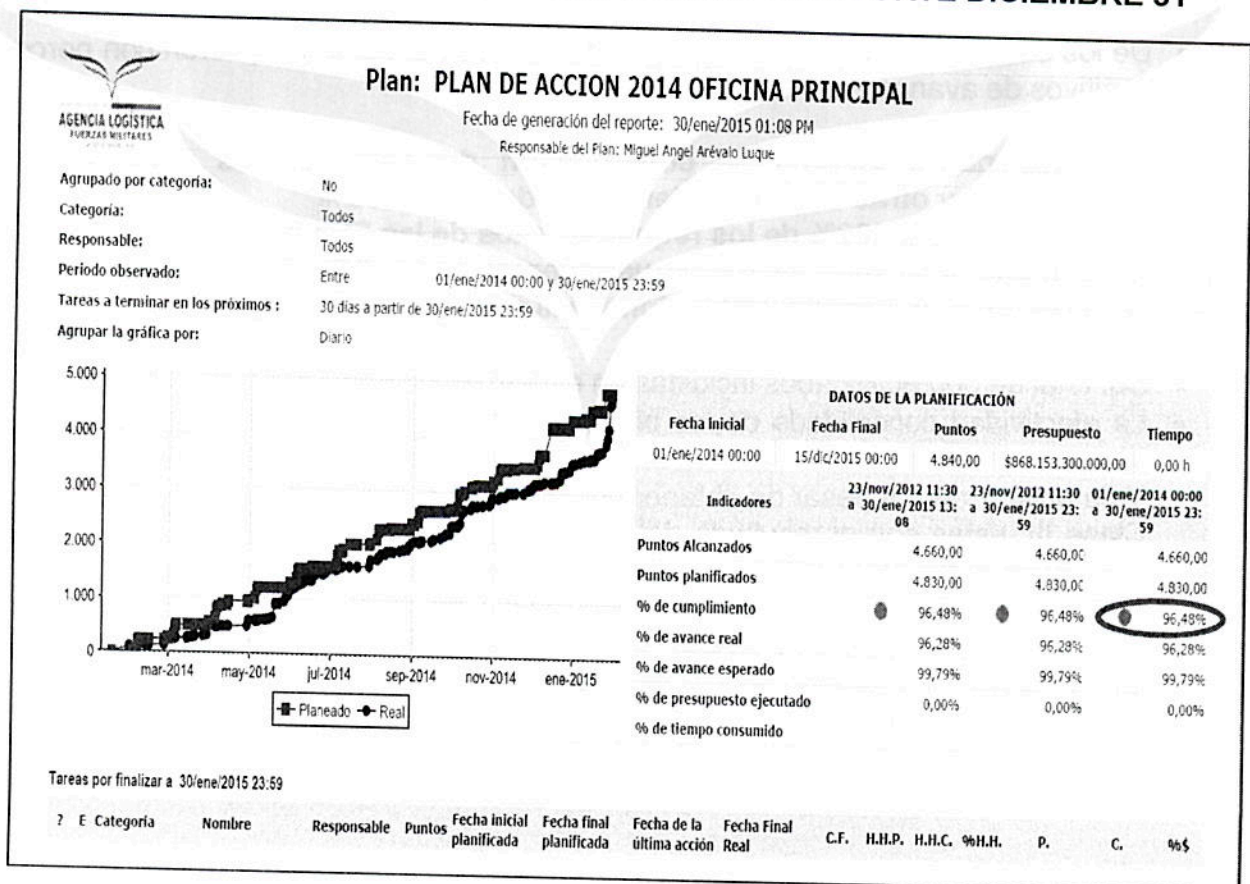 DICIEMBRE 31
Plan: PLAN DE ACCION 2014 OFICINA PRINCIPAL
AGENCIA LOGISTICA
FUERZAS MILITARES
Fecha de generación del reporte: 30/ene/2015 01:08 PM
Responsable del Plan: Miguel Angel Arévalo Luque
Agrupado por categoría: No
Categoría: Todos
Responsable: Todos
Periodo observado: Entre 01/ene/2014 00:00 y 30/ene/2015 23:59
Tareas a terminar en los próximos : 30 días a partir de 30/ene/2015 23:59
Agrupar la gráfica por: Diario
5.000
4.000
3.000
2.000
1.000
0
mar-2014 may-2014 jul-2014 sep-2014 nov-2014 ene-2015
Planeado Real
DATOS DE LA PLANIFICACIÓN
Fecha Inicial Fecha Final Puntos Presupuesto Tiempo
01/ene/2014 00:00 15/dic/2015 00:00 4.840,00 $868.153.300.000,00 0,00 h
Indicadores 23/nov/2012 11:30 a 30/ene/2015 13:08 23/nov/2012 11:30 a 30/ene/2015 23:59 01/ene/2014 00:00 a 30/ene/2015 23:59
Puntos Alcanzados 4.660,00 4.660,00 4.660,00
Puntos planificados 4.830,00 4.830,00 4.830,00
% de cumplimiento 96,48% 96,48% 96,48%
% de avance real 96,28% 96,28% 96,28%
% de avance esperado 99,79% 99,79% 99,79%
% de presupuesto ejecutado 0,00% 0,00% 0,00%
% de tiempo consumido
Tareas por finalizar a 30/ene/2015 23:59
? E Categoría Nombre Responsable Puntos Fecha inicial planificada Fecha final planificada Fecha de la última acción Fecha Final Real C.F. H.H.P. H.H.C. %H.H. P. C. %$